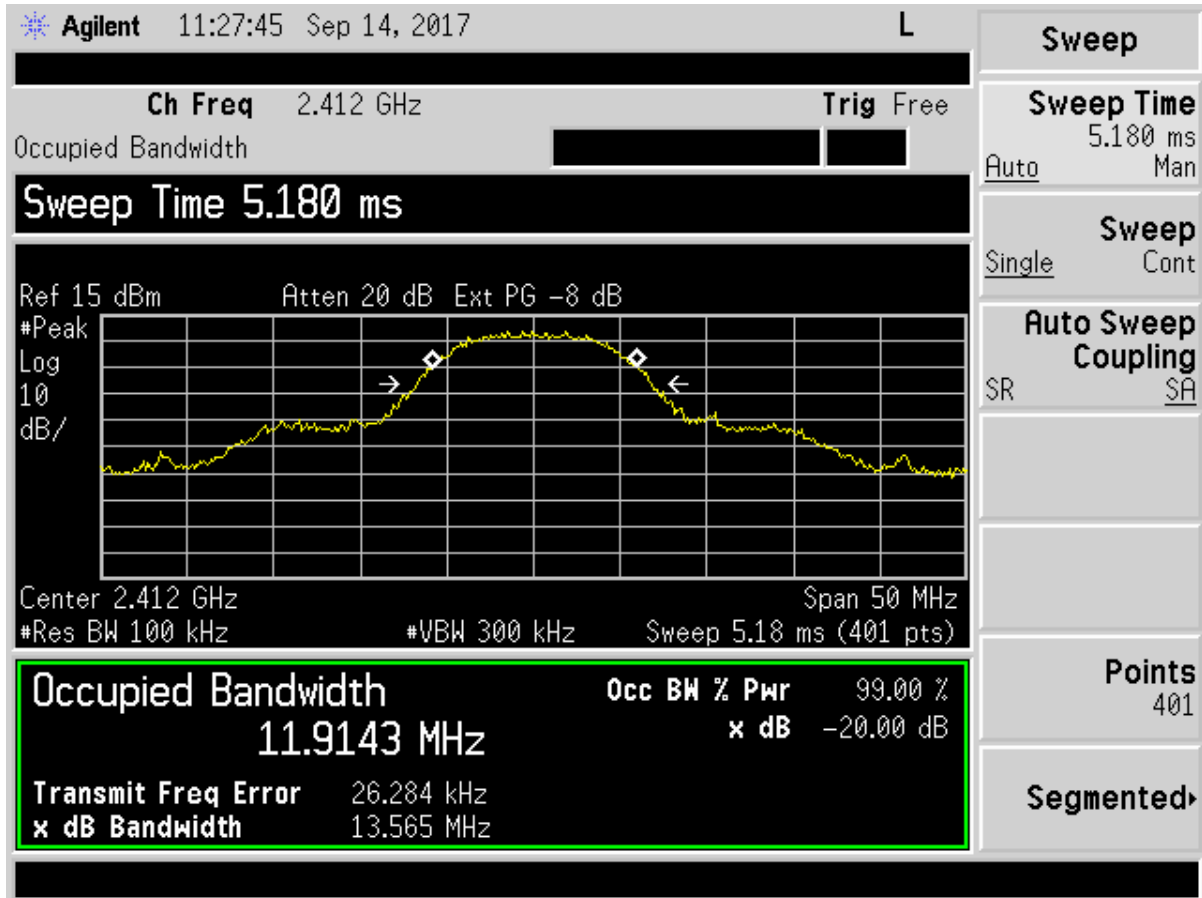 Agilent 11:27:45 Sep 14, 2017 L
Ch Freq 2.412 GHz Trig Free
Occupied Bandwidth
Sweep Time 5.180 ms
Ref 15 dBm Atten 20 dB Ext PG -8 dB
#Peak
Log
10
dB/
Center 2.412 GHz Span 50 MHz
#Res BW 100 kHz #VBW 300 kHz Sweep 5.18 ms (401 pts)
Occupied Bandwidth Occ BW % Pwr 99.00 %
11.9143 MHz x dB -20.00 dB
Transmit Freq Error 26.284 kHz
x dB Bandwidth 13.565 MHz
Sweep
Sweep Time
5.180 ms
Auto Man
Sweep
Single Cont
Auto Sweep
Coupling
SR SA
Points
401
Segmented